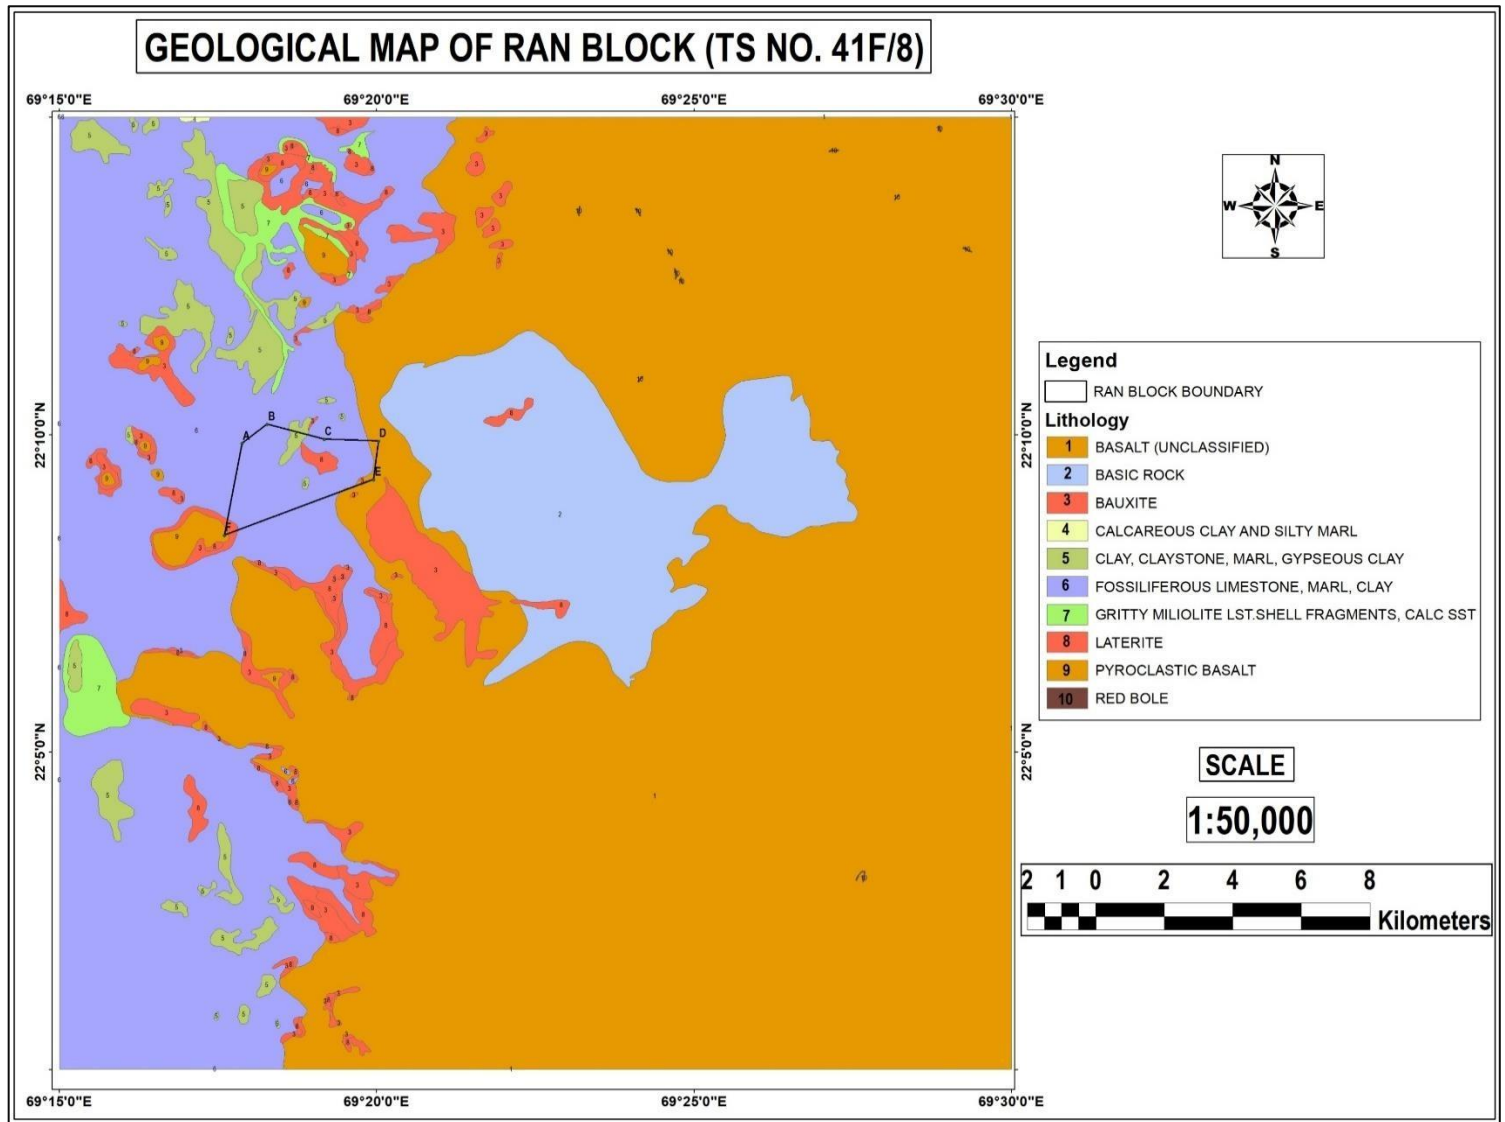 GEOLOGICAL MAP OF RAN BLOCK (TS NO. 41F/8)
69°15'0"E 69°20'0"E 69°25'0"E 69°30'0"E
N
W E
S
22°10'0"N 22°10'0"N
22°5'0"N 22°5'0"N
A
B
C
D
E
F
Legend
RAN BLOCK BOUNDARY
Lithology
1 BASALT (UNCLASSIFIED)
2 BASIC ROCK
3 BAUXITE
4 CALCAREOUS CLAY AND SILTY MARL
5 CLAY, CLAYSTONE, MARL, GYPSEOUS CLAY
6 FOSSILIFEROUS LIMESTONE, MARL, CLAY
7 GRITTY MILIOLITE LST.SHELL FRAGMENTS, CALC SST
8 LATERITE
9 PYROCLASTIC BASALT
10 RED BOLE
SCALE
1:50,000
2 1 0 2 4 6 8
Kilometers
69°15'0"E 69°20'0"E 69°25'0"E 69°30'0"E